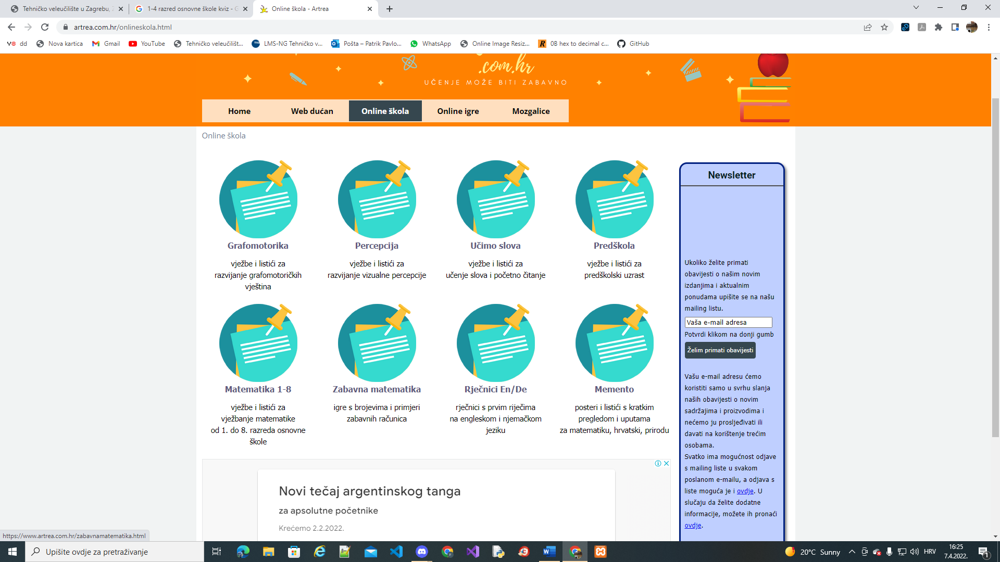 Tehničko veleučilište u Zagrebu,
1-4 razred osnovne škole kviz - G
Online škola - Artrea
artrea.com.hr/onlineskola.html
dd
Nova kartica
Gmail
YouTube
Tehničko veleučilišt...
LMS-NG Tehničko v...
Pošta – Patrik Pavlo...
WhatsApp
Online Image Resiz...
0B hex to decimal c...
GitHub
.com.hr
UČENJE MOŽE BITI ZABAVNO
Home
Web dućan
Online škola
Online igre
Mozgalice
Online škola
Grafomotorika
vježbe i listići za
razvijanje grafomotoričkih
vještina
Percepcija
vježbe i listići za
razvijanje vizualne percepcije
Učimo slova
vježbe i listići za
učenje slova i početno čitanje
Predškola
vježbe i listići za
predškolski uzrast
Matematika 1-8
vježbe i listići za
vježbanje matematike
od 1. do 8. razreda osnovne
škole
Zabavna matematika
igre s brojevima i primjeri
zabavnih računica
Rječnici En/De
rječnici s prvim riječima
na engleskom i njemačkom
jeziku
Memento
posteri i listići s kratkim
pregledom i uputama
za matematiku, hrvatski, prirodu
Newsletter
Ukoliko želite primati
obavijesti o našim novim
izdanjima i aktualnim
ponudama upišite se na našu
mailing listu.
Vaša e-mail adresa
Potvrdi klikom na donji gumb
Želim primati obavijesti
Vašu e-mail adresu ćemo
koristiti samo u svrhu slanja
naših obavijesti o novim
sadržajima i proizvodima i
nećemo ju prosljeđivati ili
davati na korištenje trećim
osobama.
Svatko ima mogućnost odjave
s mailing liste u svakom
poslanom e-mailu, a odjava s
liste moguća je i ovdje. U
slučaju da želite dodatne
informacije, možete ih pronaći
ovdje.
Novi tečaj argentinskog tanga
za apsolutne početnike
Krećemo 2.2.2022.
https://www.artrea.com.hr/zabavnamatematika.html
Upišite ovdje za pretraživanje
20°C Sunny
HRV
16:25
7.4.2022.
1